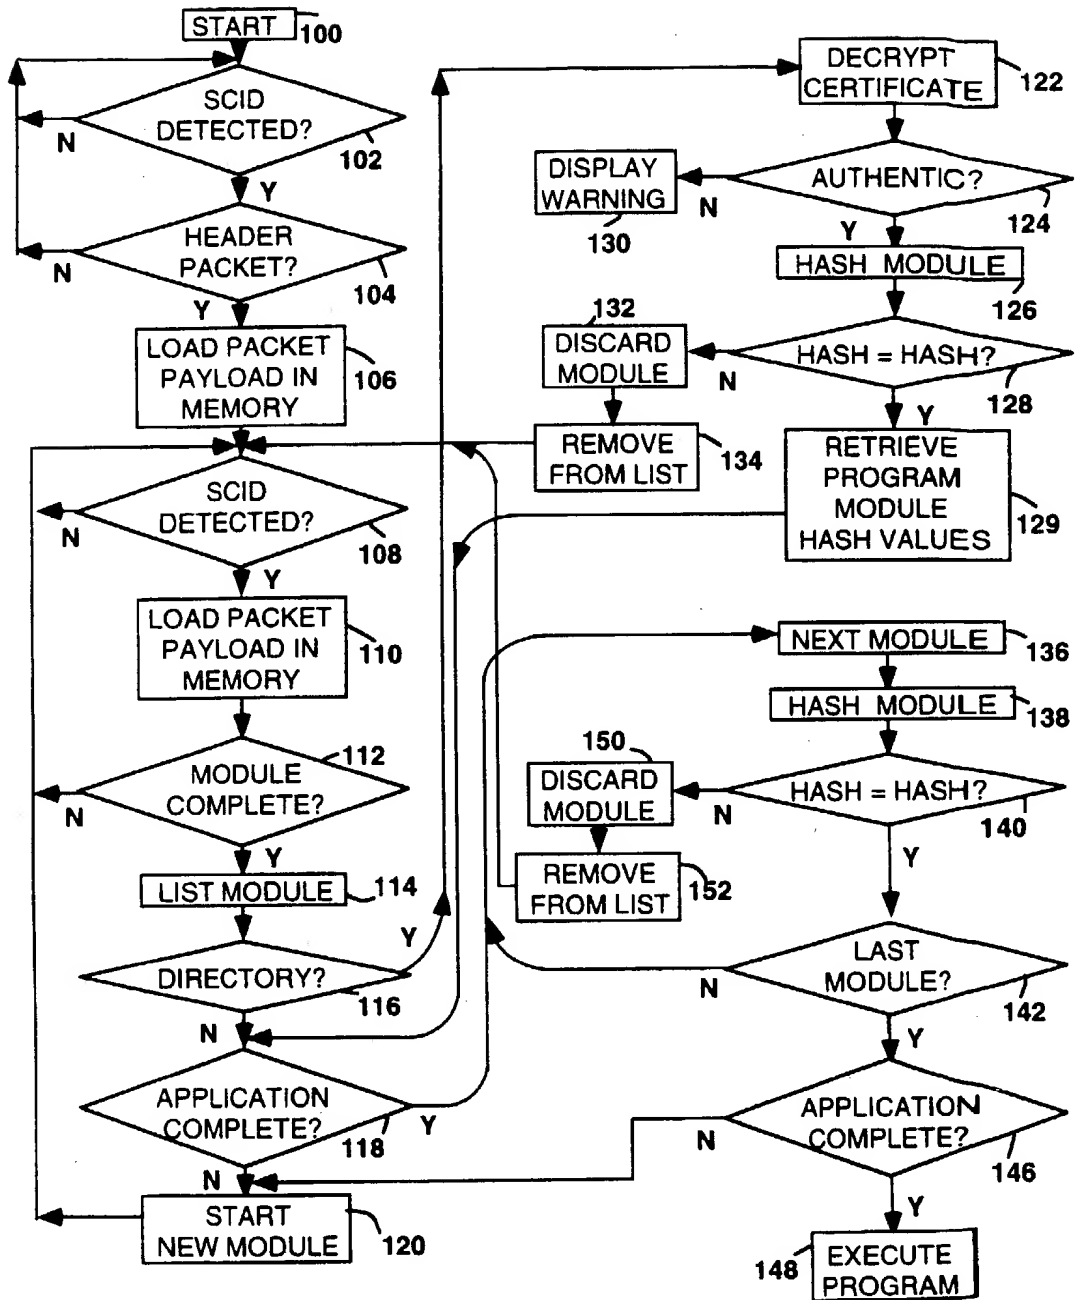 START
100
SCID
DETECTED?
102
N
Y
HEADER
PACKET?
104
N
Y
LOAD PACKET
PAYLOAD IN
MEMORY
106
SCID
DETECTED?
108
N
Y
LOAD PACKET
PAYLOAD IN
MEMORY
110
MODULE
COMPLETE?
112
N
Y
LIST MODULE
114
DIRECTORY?
116
Y
N
APPLICATION
COMPLETE?
118
Y
N
START
NEW MODULE
120
DECRYPT
CERTIFICATE
122
AUTHENTIC?
124
N
Y
DISPLAY
WARNING
130
HASH MODULE
126
HASH = HASH?
128
N
Y
132
DISCARD
MODULE
REMOVE
FROM LIST
134
RETRIEVE
PROGRAM
MODULE
HASH VALUES
129
NEXT MODULE
136
HASH MODULE
138
HASH = HASH?
140
N
Y
150
DISCARD
MODULE
REMOVE
FROM LIST
152
LAST
MODULE?
142
N
Y
APPLICATION
COMPLETE?
146
N
Y
EXECUTE
PROGRAM
148